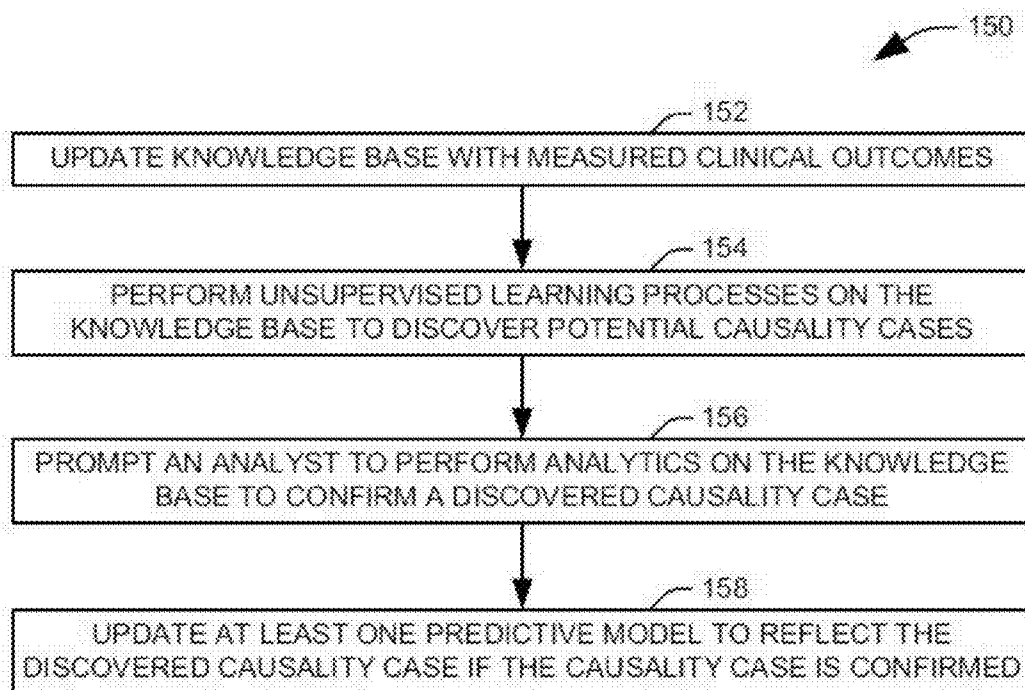 150
152
UPDATE KNOWLEDGE BASE WITH MEASURED CLINICAL OUTCOMES
154
PERFORM UNSUPERVISED LEARNING PROCESSES ON THE
KNOWLEDGE BASE TO DISCOVER POTENTIAL CAUSALITY CASES
156
PROMPT AN ANALYST TO PERFORM ANALYTICS ON THE KNOWLEDGE
BASE TO CONFIRM A DISCOVERED CAUSALITY CASE
158
UPDATE AT LEAST ONE PREDICTIVE MODEL TO REFLECT THE
DISCOVERED CAUSALITY CASE IF THE CAUSALITY CASE IS CONFIRMED